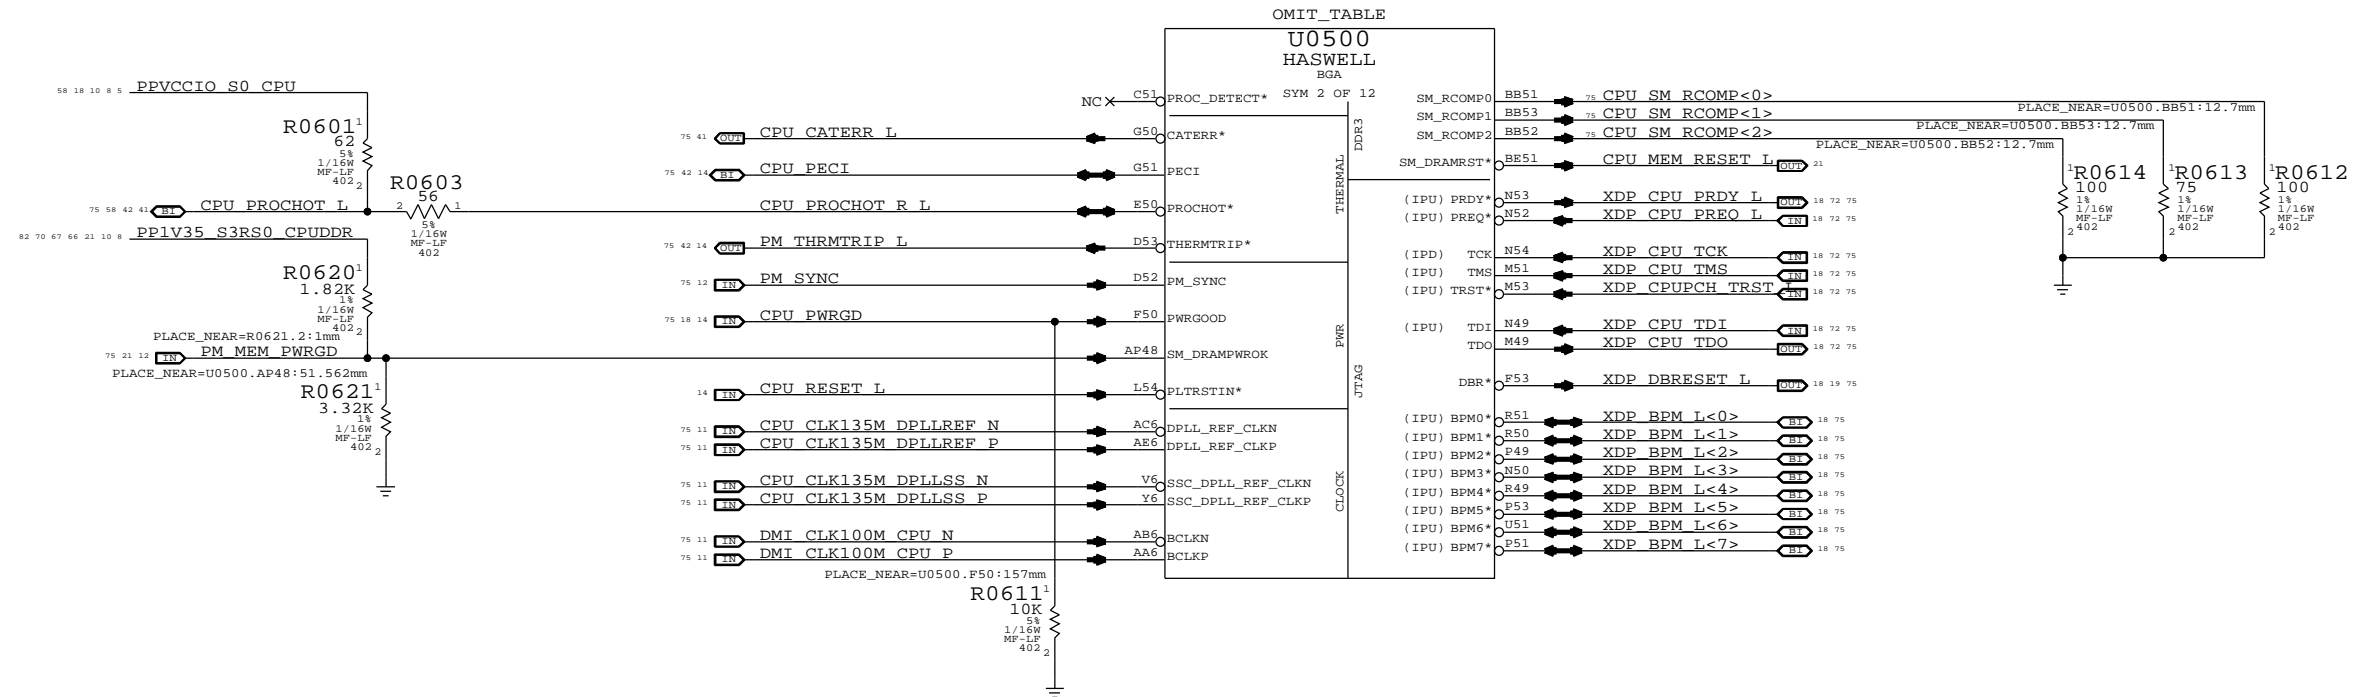 OMIT_TABLE
U0500
HASWELL
BGA
SYM 2 OF 12
58 18 10 8 5 PPVCCIO_S0_CPU
R0601 1
62
5%
1/16W
MF-LF
402 2
R0603
2 56 1
5%
1/16W
MF-LF
402
75 58 42 41 BI CPU_PROCHOT_L
82 70 67 66 21 10 8 PP1V35_S3RS0_CPUDDR
R0620 1
1.82K
1%
1/16W
MF-LF
402 2
PLACE_NEAR=R0621.2:1mm
75 21 12 IN PM_MEM_PWRGD
PLACE_NEAR=U0500.AP48:51.562mm
R0621 1
3.32K
1%
1/16W
MF-LF
402 2
NC C51 PROC_DETECT*
75 41 OUT CPU_CATERR_L G50 CATERR*
75 42 14 BI CPU_PECI G51 PECI
CPU_PROCHOT_R_L E50 PROCHOT*
75 42 14 OUT PM_THRMTRIP_L D53 THERMTRIP*
75 12 IN PM_SYNC D52 PM_SYNC
75 18 14 IN CPU_PWRGD F50 PWRGOOD
AP48 SM_DRAMPWROK
14 IN CPU_RESET_L L54 PLTRSTIN*
75 11 IN CPU_CLK135M_DPLLREF_N AC6 DPLL_REF_CLKN
75 11 IN CPU_CLK135M_DPLLREF_P AE6 DPLL_REF_CLKP
75 11 IN CPU_CLK135M_DPLLSS_N V6 SSC_DPLL_REF_CLKN
75 11 IN CPU_CLK135M_DPLLSS_P Y6 SSC_DPLL_REF_CLKP
75 11 IN DMI_CLK100M_CPU_N AB6 BCLKN
75 11 IN DMI_CLK100M_CPU_P AA6 BCLKP
PLACE_NEAR=U0500.F50:157mm
R0611 1
10K
5%
1/16W
MF-LF
402 2
THERMAL
PWR
CLOCK
DDR3
JTAG
SM_RCOMP0 BB51 75 CPU_SM_RCOMP<0>
PLACE_NEAR=U0500.BB51:12.7mm
SM_RCOMP1 BB53 75 CPU_SM_RCOMP<1>
PLACE_NEAR=U0500.BB53:12.7mm
SM_RCOMP2 BB52 75 CPU_SM_RCOMP<2>
PLACE_NEAR=U0500.BB52:12.7mm
SM_DRAMRST* BE51 CPU_MEM_RESET_L OUT 21
(IPU) PRDY* N53 XDP_CPU_PRDY_L OUT 18 72 75
(IPU) PREQ* N52 XDP_CPU_PREQ_L IN 18 72 75
(IPD) TCK N54 XDP_CPU_TCK IN 18 72 75
(IPU) TMS M51 XDP_CPU_TMS IN 18 72 75
(IPU) TRST* M53 XDP_CPUPCH_TRST_L IN 18 72 75
(IPU) TDI N49 XDP_CPU_TDI IN 18 72 75
TDO M49 XDP_CPU_TDO OUT 18 72 75
DBR* F53 XDP_DBRESET_L OUT 18 19 75
(IPU) BPM0* R51 XDP_BPM_L<0> BI 18 75
(IPU) BPM1* R50 XDP_BPM_L<1> BI 18 75
(IPU) BPM2* P49 XDP_BPM_L<2> BI 18 75
(IPU) BPM3* N50 XDP_BPM_L<3> BI 18 75
(IPU) BPM4* R49 XDP_BPM_L<4> BI 18 75
(IPU) BPM5* P53 XDP_BPM_L<5> BI 18 75
(IPU) BPM6* U51 XDP_BPM_L<6> BI 18 75
(IPU) BPM7* P51 XDP_BPM_L<7> BI 18 75
1 R0614
100
1%
1/16W
MF-LF
2 402
1 R0613
75
1%
1/16W
MF-LF
2 402
1 R0612
100
1%
1/16W
MF-LF
2 402